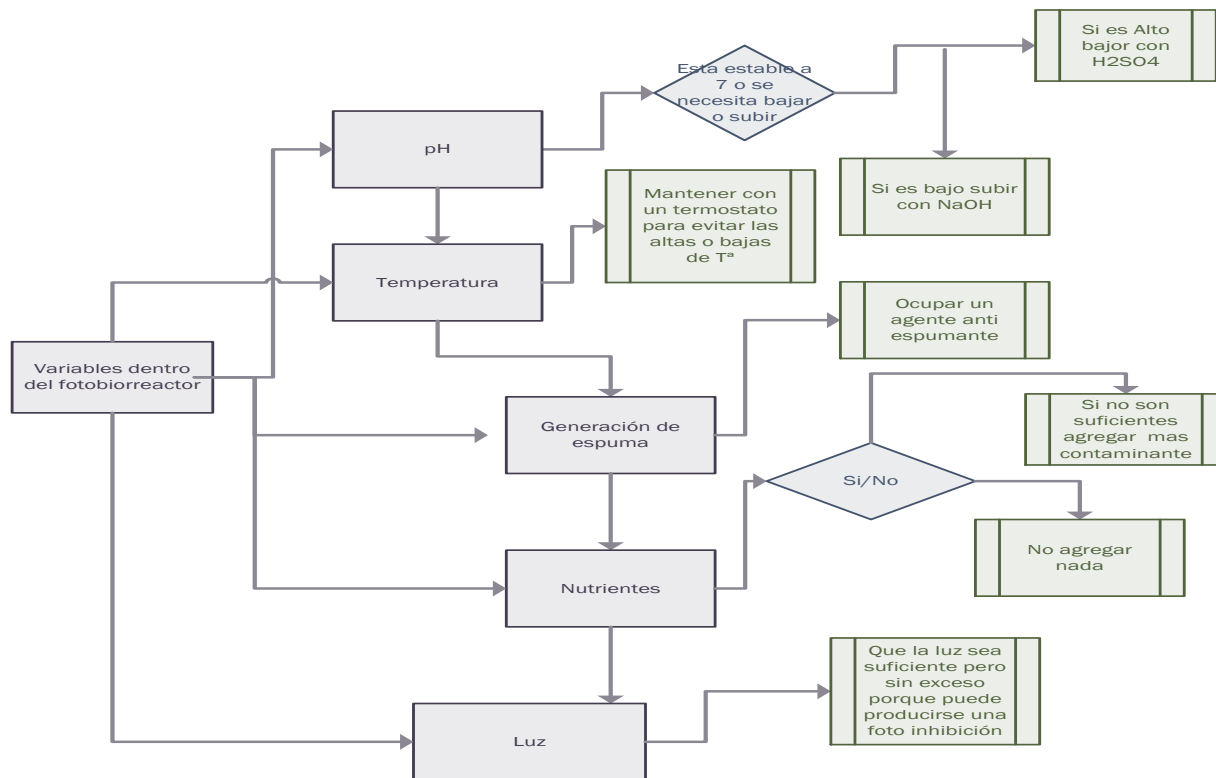 Si es Alto
bajor con
H2SO4
Esta estable a
7 o se
necesita bajar
o subir
pH
Si es bajo subir
con NaOH
Mantener con
un termostato
para evitar las
altas o bajas
de Tª
Temperatura
Ocupar un
agente anti
espumante
Variables dentro
del fotobiorreactor
Generación de
espuma
Si no son
suficientes
agregar mas
contaminante
Si/No
No agregar
nada
Nutrientes
Que la luz sea
suficiente pero
sin exceso
porque puede
producirse una
foto inhibición
Luz